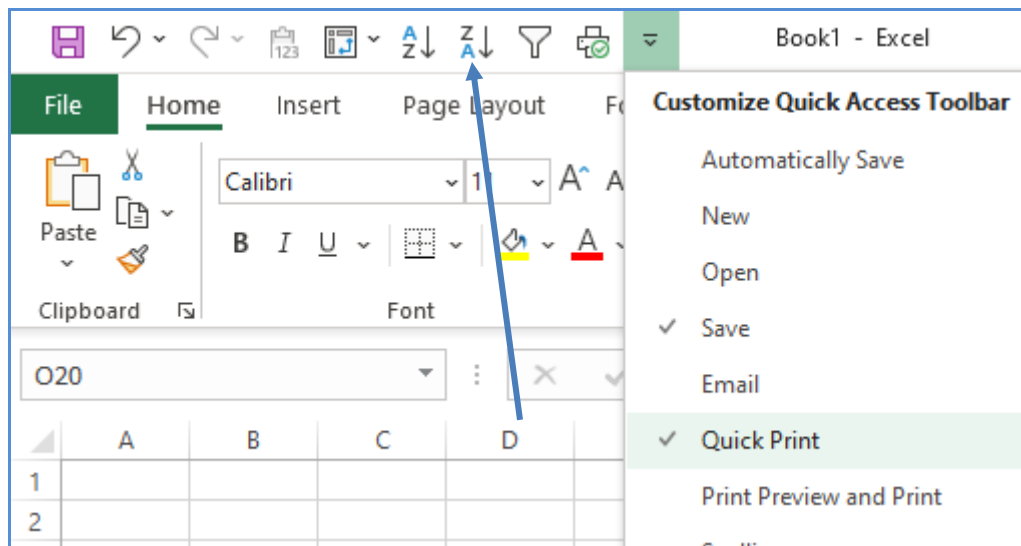 123
A
Z
Z
A
Book1 - Excel
File Home Insert Page Layout
Customize Quick Access Toolbar
Automatically Save
Calibri
New
Paste
B I U A
Open
Clipboard
Font
Save
O20
Email
A B C D
Quick Print
1
Print Preview and Print
2